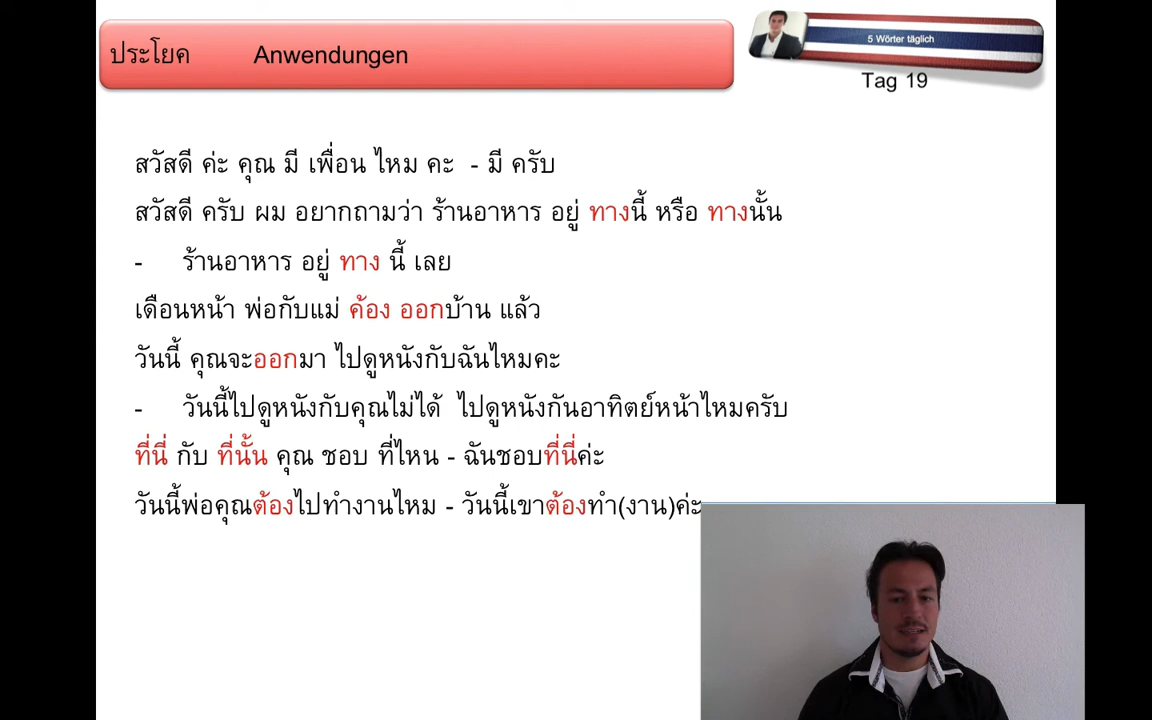 ประโยค Anwendungen
5 Wörter täglich
Tag 19
สวัสดี ค่ะ คุณ มี เพื่อน ไหม คะ - มี ครับ
สวัสดี ครับ ผม อยากถามว่า ร้านอาหาร อยู่ ทางนี้ หรือ ทางนั้น
- ร้านอาหาร อยู่ ทาง นี้ เลย
เดือนหน้า พ่อกับแม่ ค้อง ออกบ้าน แล้ว
วันนี้ คุณจะออกมา ไปดูหนังกับฉันไหมคะ
- วันนี้ไปดูหนังกับคุณไม่ได้ ไปดูหนังกันอาทิตย์หน้าไหมครับ
ที่นี่ กับ ที่นั้น คุณ ชอบ ที่ไหน - ฉันชอบที่นี่ค่ะ
วันนี้พ่อคุณต้องไปทำงานไหม - วันนี้เขาต้องทำ(งาน)ค่ะ